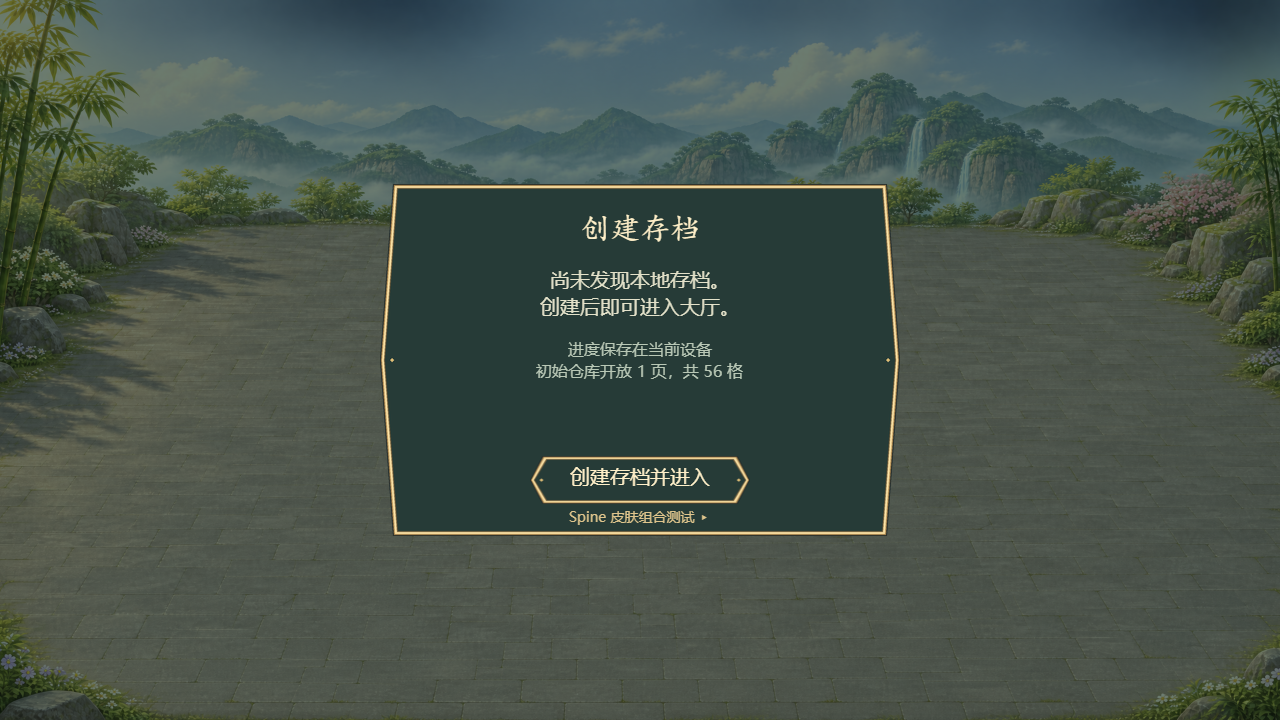 创建存档
尚未发现本地存档。
创建后即可进入大厅。
进度保存在当前设备
初始仓库开放 1 页，共 56 格
创建存档并进入
Spine 皮肤组合测试 ▸